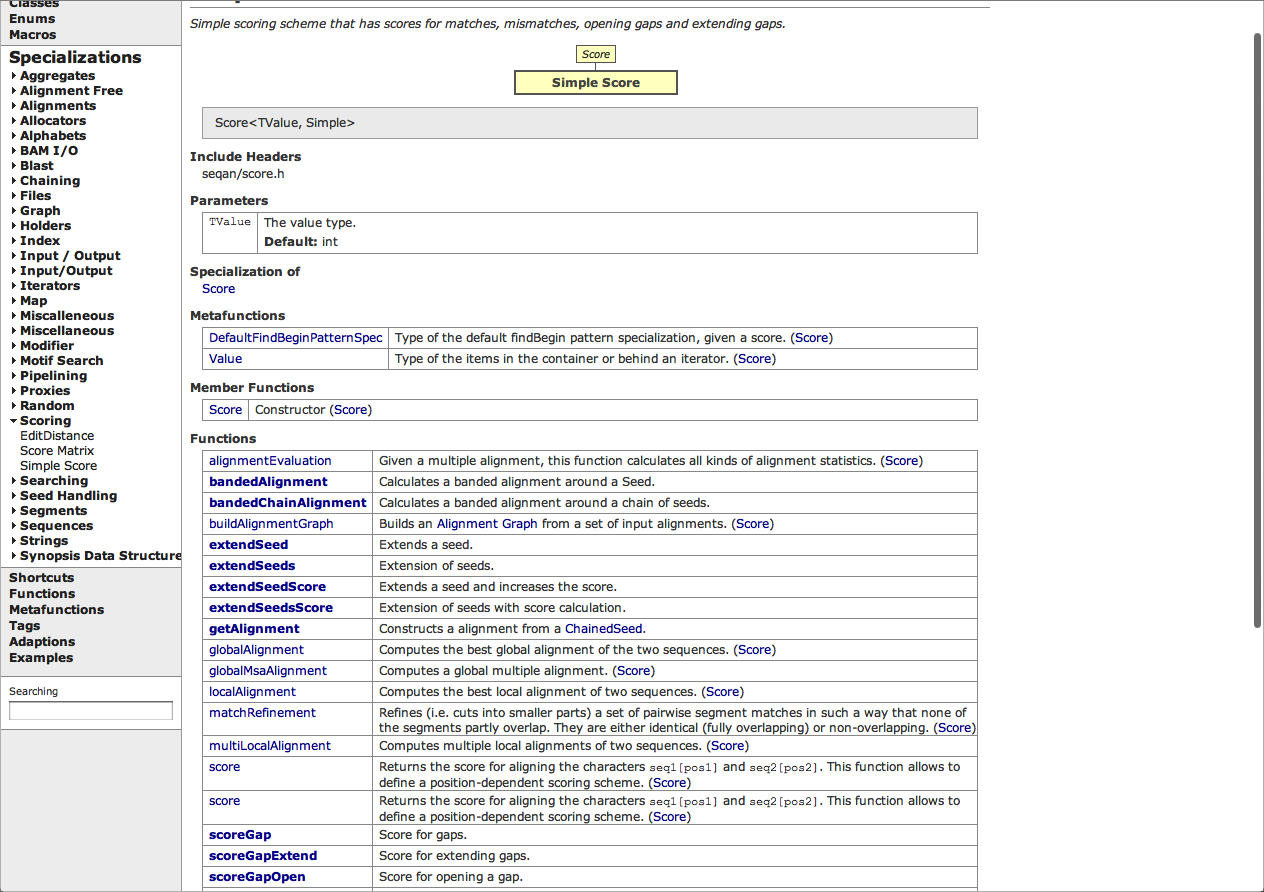 Classes
Enums
Macros
Specializations
Aggregates
Alignment Free
Alignments
Allocators
Alphabets
BAM I/O
Blast
Chaining
Files
Graph
Holders
Index
Input / Output
Input/Output
Iterators
Map
Miscalleneous
Miscellaneous
Modifier
Motif Search
Pipelining
Proxies
Random
Scoring
EditDistance
Score Matrix
Simple Score
Searching
Seed Handling
Segments
Sequences
Strings
Synopsis Data Structure
Shortcuts
Functions
Metafunctions
Tags
Adaptions
Examples
Searching
Simple scoring scheme that has scores for matches, mismatches, opening gaps and extending gaps.
Score
Simple Score
Score<TValue, Simple>
Include Headers
seqan/score.h
Parameters
TValue The value type.
Default: int
Specialization of
Score
Metafunctions
DefaultFindBeginPatternSpec Type of the default findBegin pattern specialization, given a score. (Score)
Value Type of the items in the container or behind an iterator. (Score)
Member Functions
Score Constructor (Score)
Functions
alignmentEvaluation Given a multiple alignment, this function calculates all kinds of alignment statistics. (Score)
bandedAlignment Calculates a banded alignment around a Seed.
bandedChainAlignment Calculates a banded alignment around a chain of seeds.
buildAlignmentGraph Builds an Alignment Graph from a set of input alignments. (Score)
extendSeed Extends a seed.
extendSeeds Extension of seeds.
extendSeedScore Extends a seed and increases the score.
extendSeedsScore Extension of seeds with score calculation.
getAlignment Constructs a alignment from a ChainedSeed.
globalAlignment Computes the best global alignment of the two sequences. (Score)
globalMsaAlignment Computes a global multiple alignment. (Score)
localAlignment Computes the best local alignment of two sequences. (Score)
matchRefinement Refines (i.e. cuts into smaller parts) a set of pairwise segment matches in such a way that none of
the segments partly overlap. They are either identical (fully overlapping) or non-overlapping. (Score)
multiLocalAlignment Computes multiple local alignments of two sequences. (Score)
score Returns the score for aligning the characters seq1[pos1] and seq2[pos2]. This function allows to
define a position-dependent scoring scheme. (Score)
score Returns the score for aligning the characters seq1[pos1] and seq2[pos2]. This function allows to
define a position-dependent scoring scheme. (Score)
scoreGap Score for gaps.
scoreGapExtend Score for extending gaps.
scoreGapOpen Score for opening a gap.